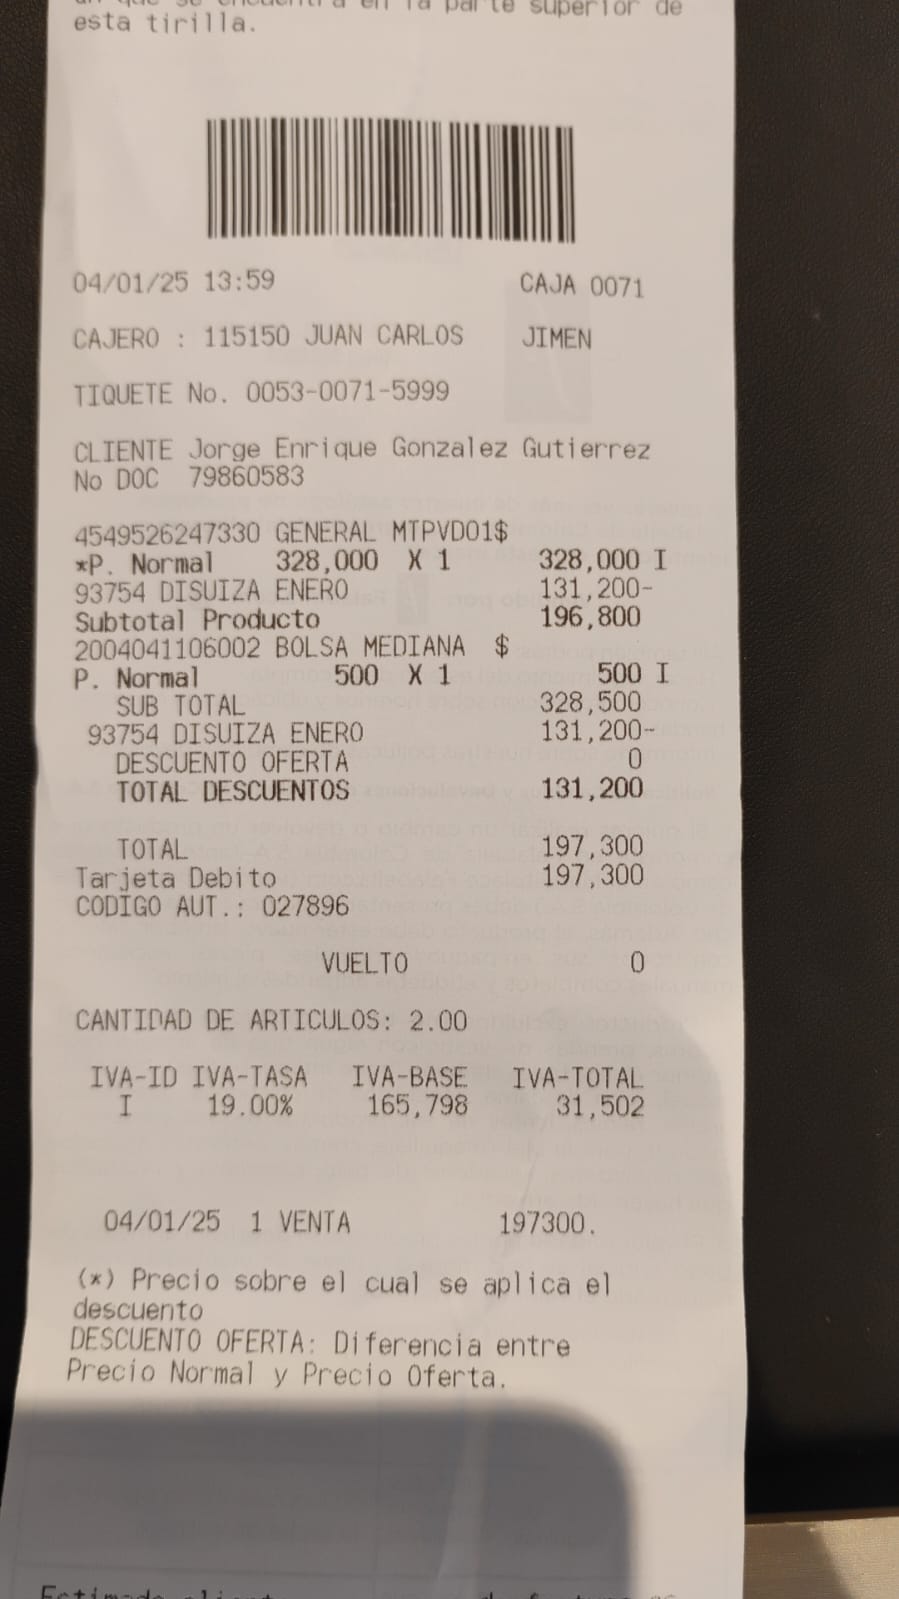 esta tirilla.
04/01/25 13:59 CAJA 0071
CAJERO : 115150 JUAN CARLOS JIMEN
TIQUETE No. 0053-0071-5999
CLIENTE Jorge Enrique Gonzalez Gutierrez
No DOC 79860583
4549526247330 GENERAL MTPVD01$
*P. Normal 328,000 X 1 328,000 I
93754 DISUIZA ENERO 131,200-
Subtotal Producto 196,800
2004041106002 BOLSA MEDIANA $
P. Normal 500 X 1 500 I
SUB TOTAL 328,500
93754 DISUIZA ENERO 131,200-
DESCUENTO OFERTA 0
TOTAL DESCUENTOS 131,200
TOTAL 197,300
Tarjeta Debito 197,300
CODIGO AUT.: 027896
VUELTO 0
CANTIDAD DE ARTICULOS: 2.00
IVA-ID IVA-TASA IVA-BASE IVA-TOTAL
I 19.00% 165,798 31,502
04/01/25 1 VENTA 197300.
(*) Precio sobre el cual se aplica el
descuento
DESCUENTO OFERTA: Diferencia entre
Precio Normal y Precio Oferta.